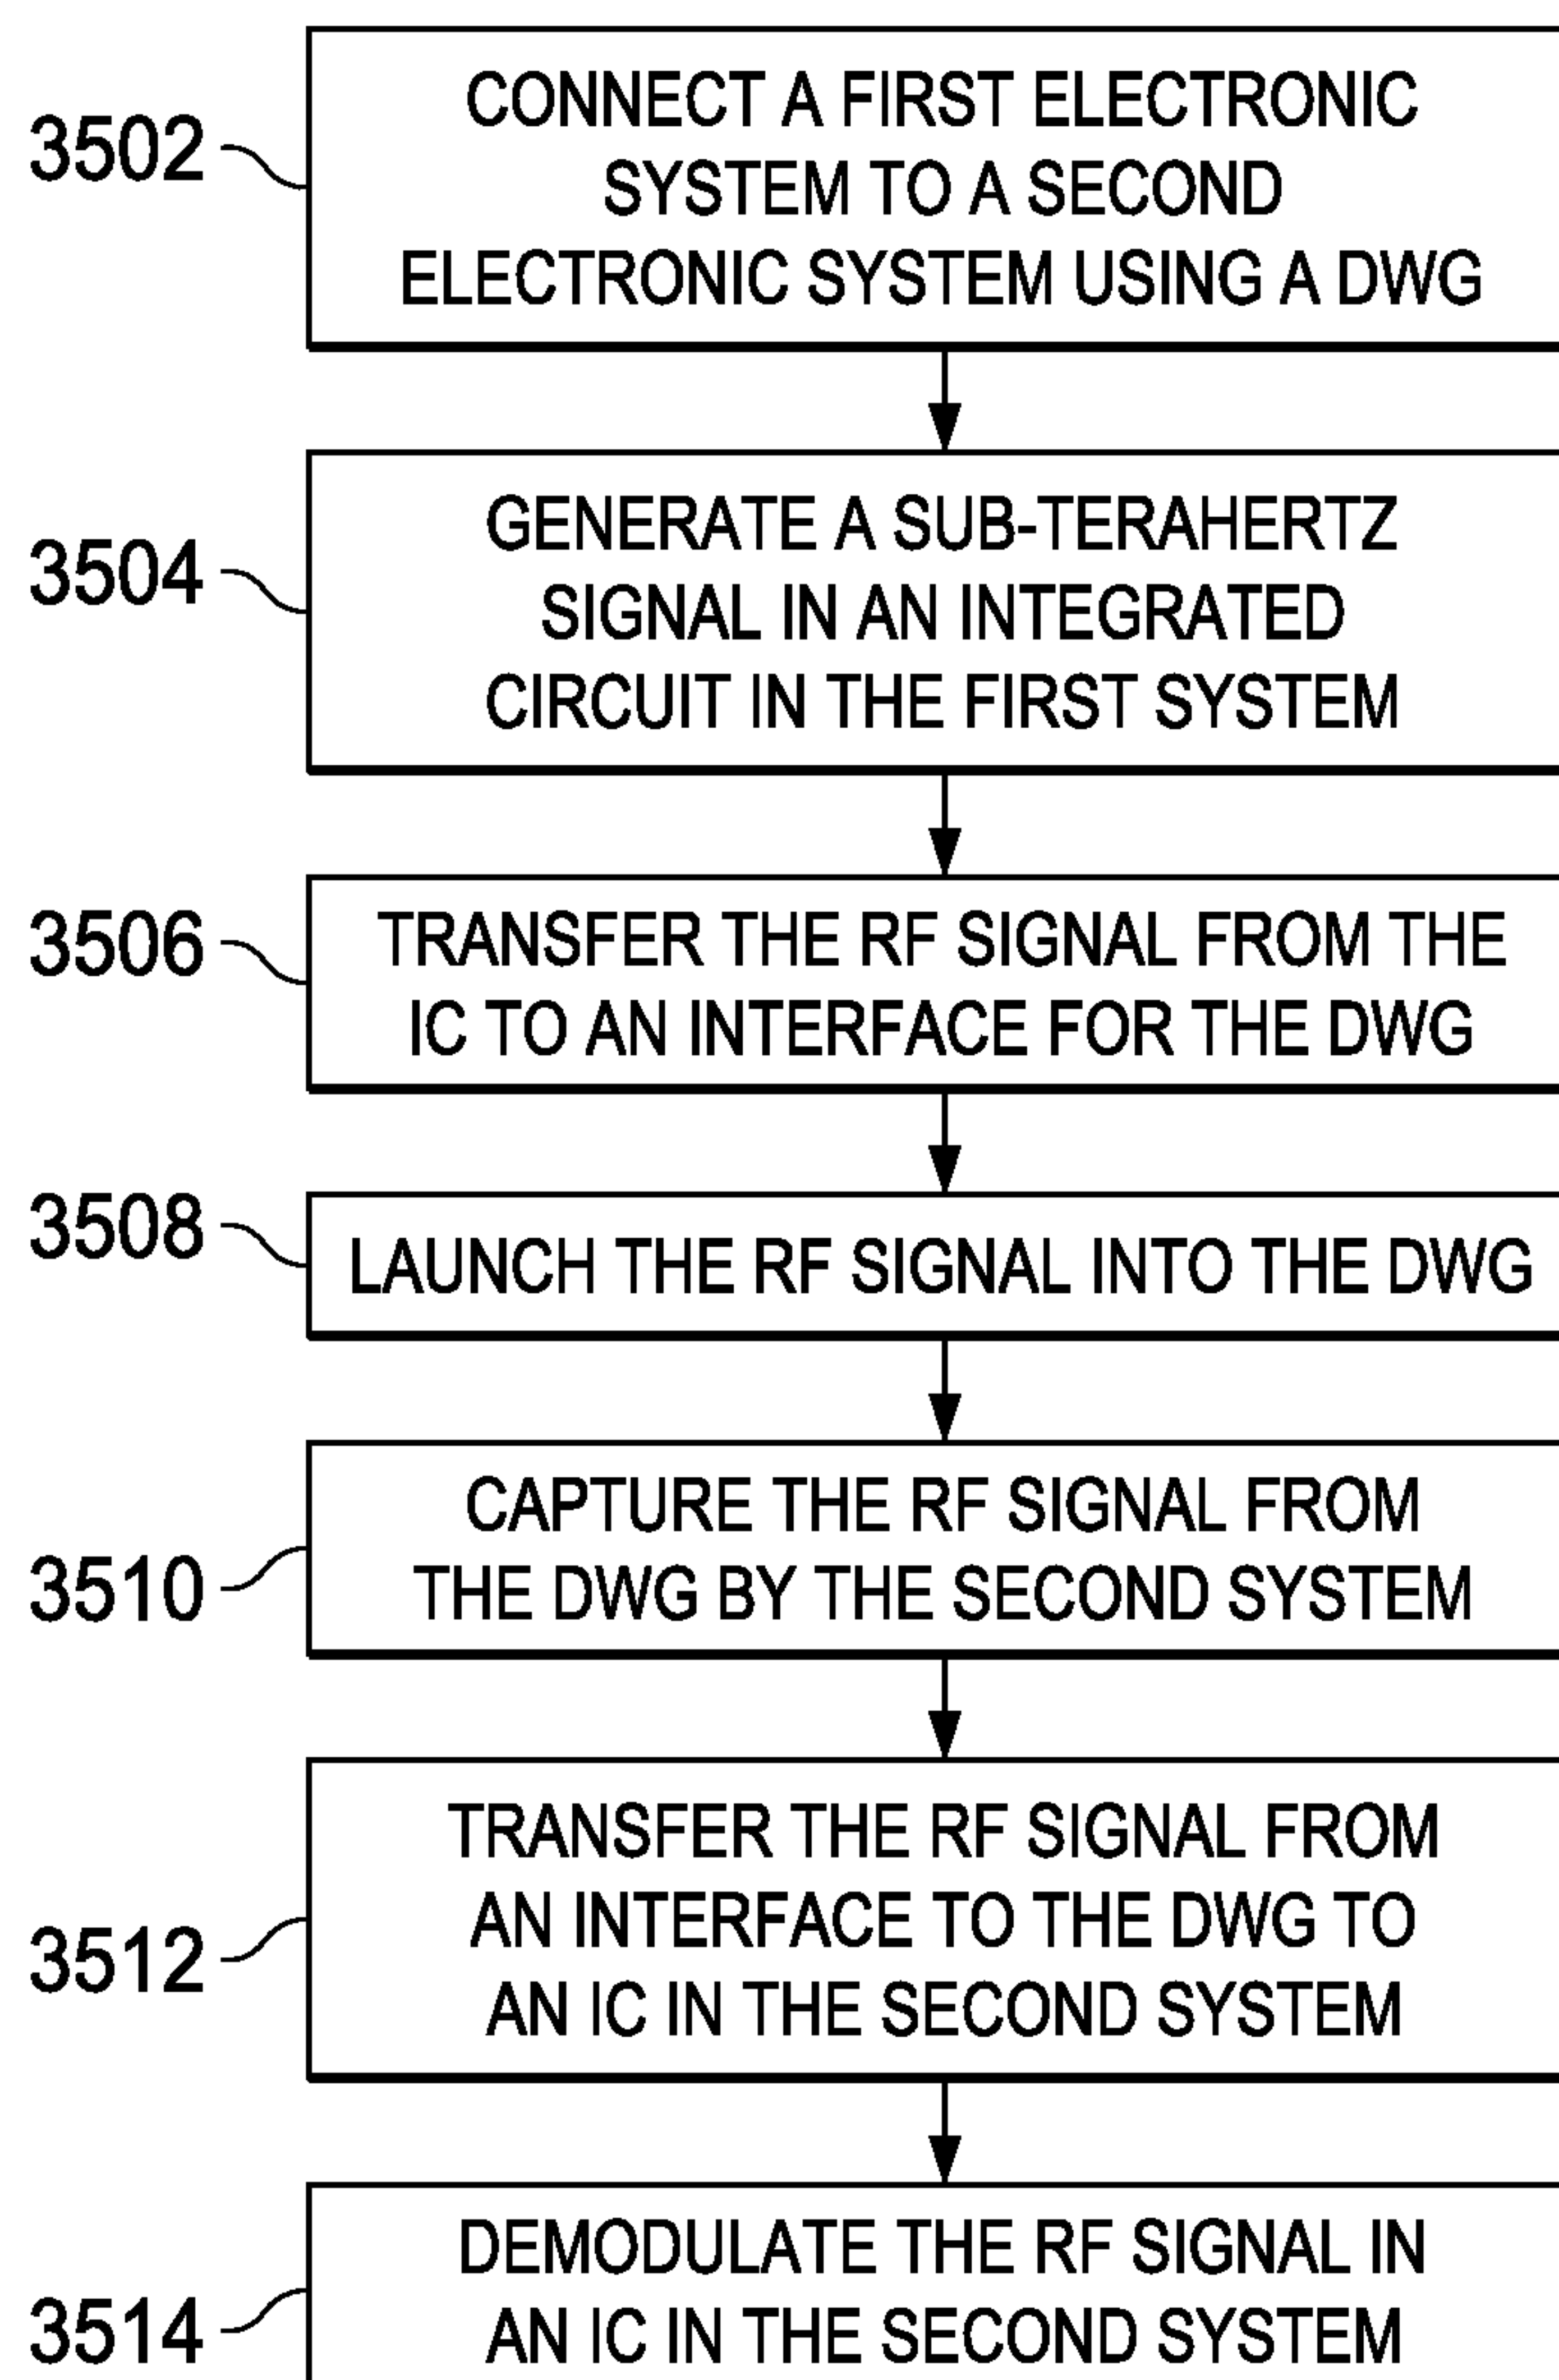 3502
CONNECT A FIRST ELECTRONIC
SYSTEM TO A SECOND
ELECTRONIC SYSTEM USING A DWG
3504
GENERATE A SUB-TERAHERTZ
SIGNAL IN AN INTEGRATED
CIRCUIT IN THE FIRST SYSTEM
3506
TRANSFER THE RF SIGNAL FROM THE
IC TO AN INTERFACE FOR THE DWG
3508
LAUNCH THE RF SIGNAL INTO THE DWG
3510
CAPTURE THE RF SIGNAL FROM
THE DWG BY THE SECOND SYSTEM
3512
TRANSFER THE RF SIGNAL FROM
AN INTERFACE TO THE DWG TO
AN IC IN THE SECOND SYSTEM
3514
DEMODULATE THE RF SIGNAL IN
AN IC IN THE SECOND SYSTEM